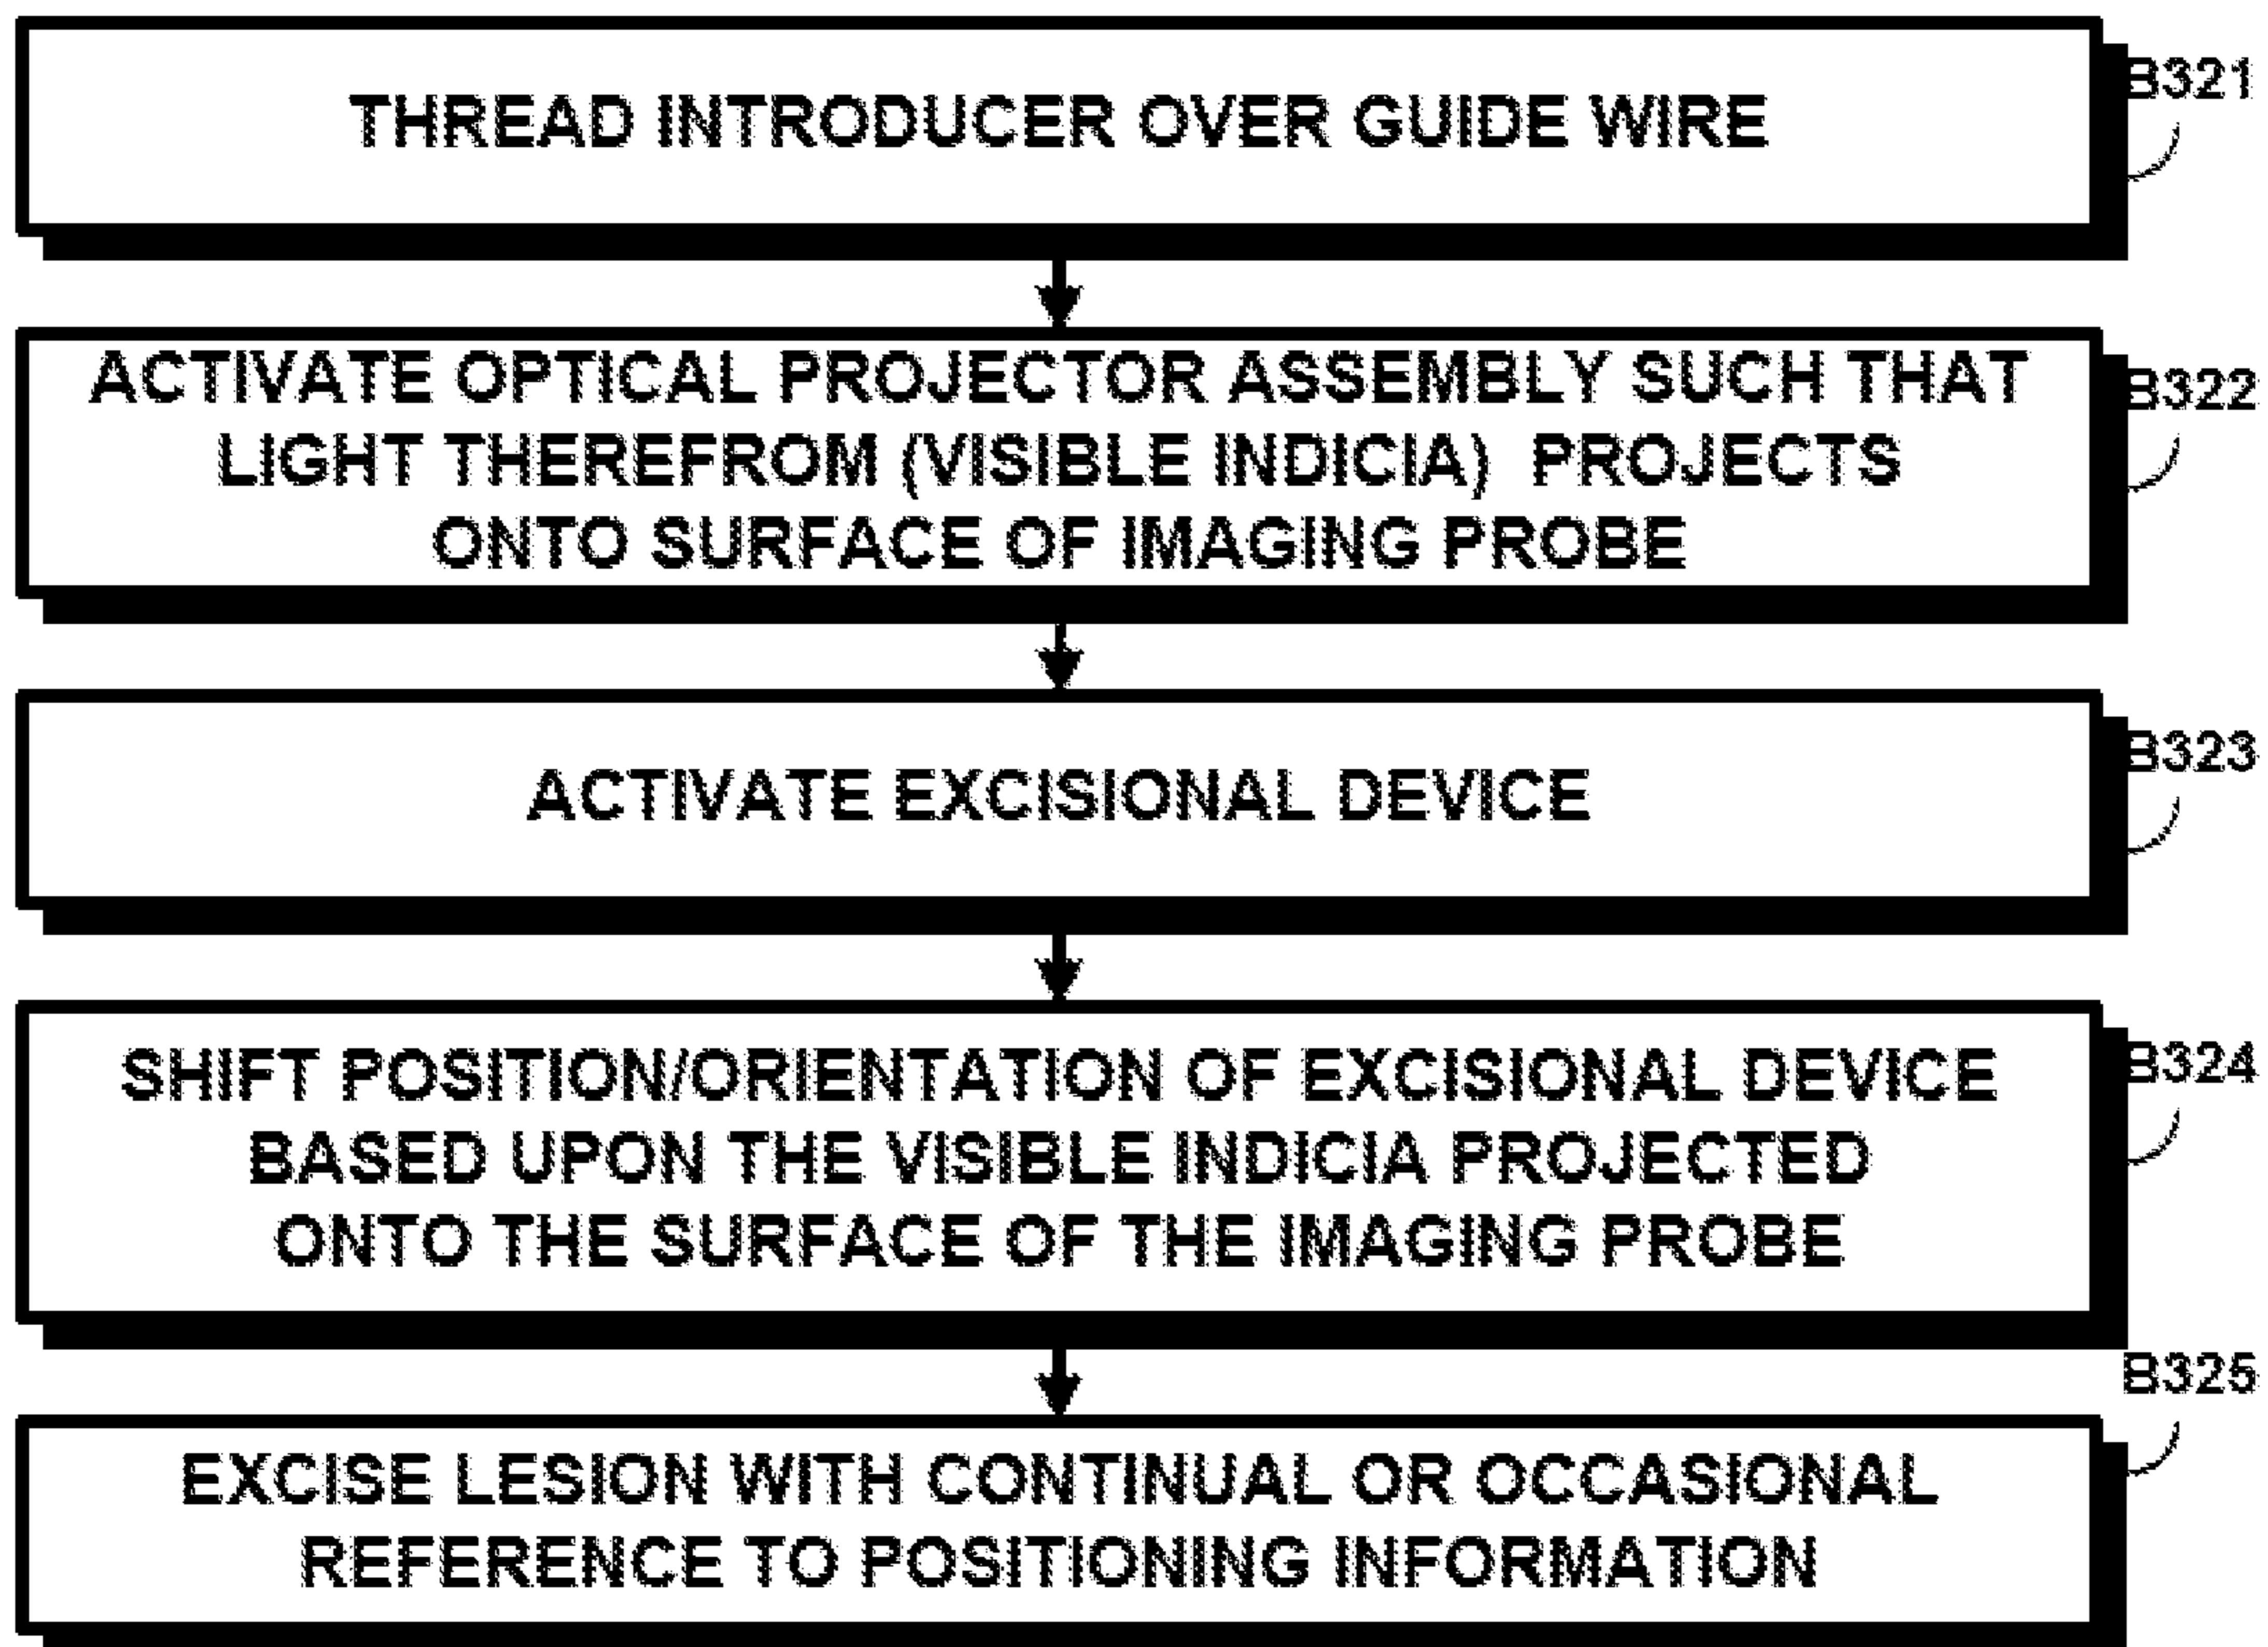 THREAD INTRODUCER OVER GUIDE WIRE
B321
ACTIVATE OPTICAL PROJECTOR ASSEMBLY SUCH THAT
LIGHT THEREFROM (VISIBLE INDICIA) PROJECTS
ONTO SURFACE OF IMAGING PROBE
B322
ACTIVATE EXCISIONAL DEVICE
B323
SHIFT POSITION/ORIENTATION OF EXCISIONAL DEVICE
BASED UPON THE VISIBLE INDICIA PROJECTED
ONTO THE SURFACE OF THE IMAGING PROBE
B324
EXCISE LESION WITH CONTINUAL OR OCCASIONAL
REFERENCE TO POSITIONING INFORMATION
B325